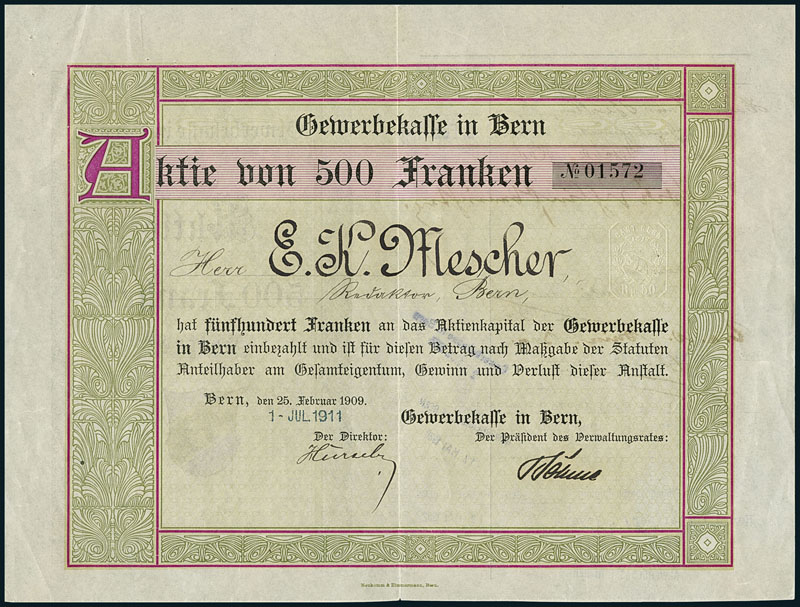 Gewerbekasse in Bern
Aktie von 500 Franken № 01572
Herr E. K. Mescher,
Redaktor, Bern,
hat fünfhundert Franken an das Aktienkapital der Gewerbekasse
in Bern einbezahlt und ist für diesen Betrag nach Maßgabe der Statuten
Anteilhaber am Gesamteigentum, Gewinn und Verlust dieser Anstalt.
Bern, den 25. Februar 1909.
1-JUL.1911
Gewerbekasse in Bern,
Der Direktor:
Der Präsident des Verwaltungsrates: